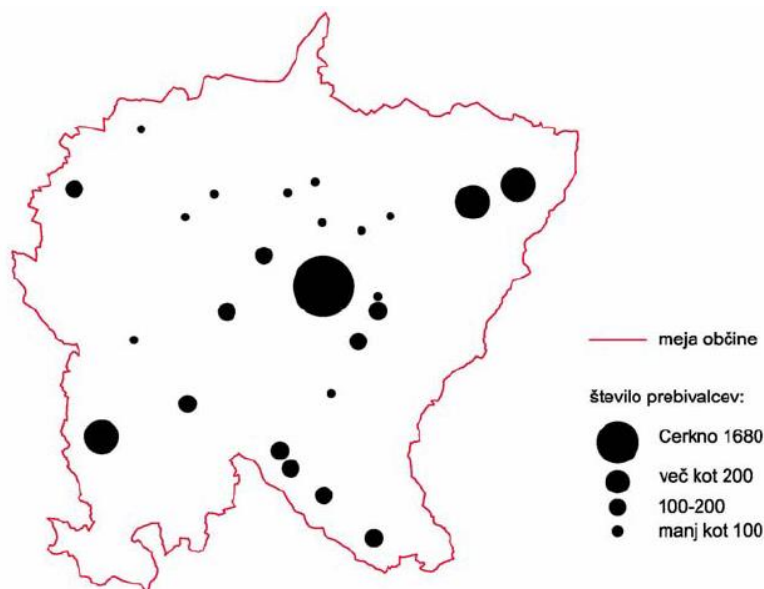 meja občine
število prebivalcev:
Cerkno 1680
več kot 200
100-200
manj kot 100